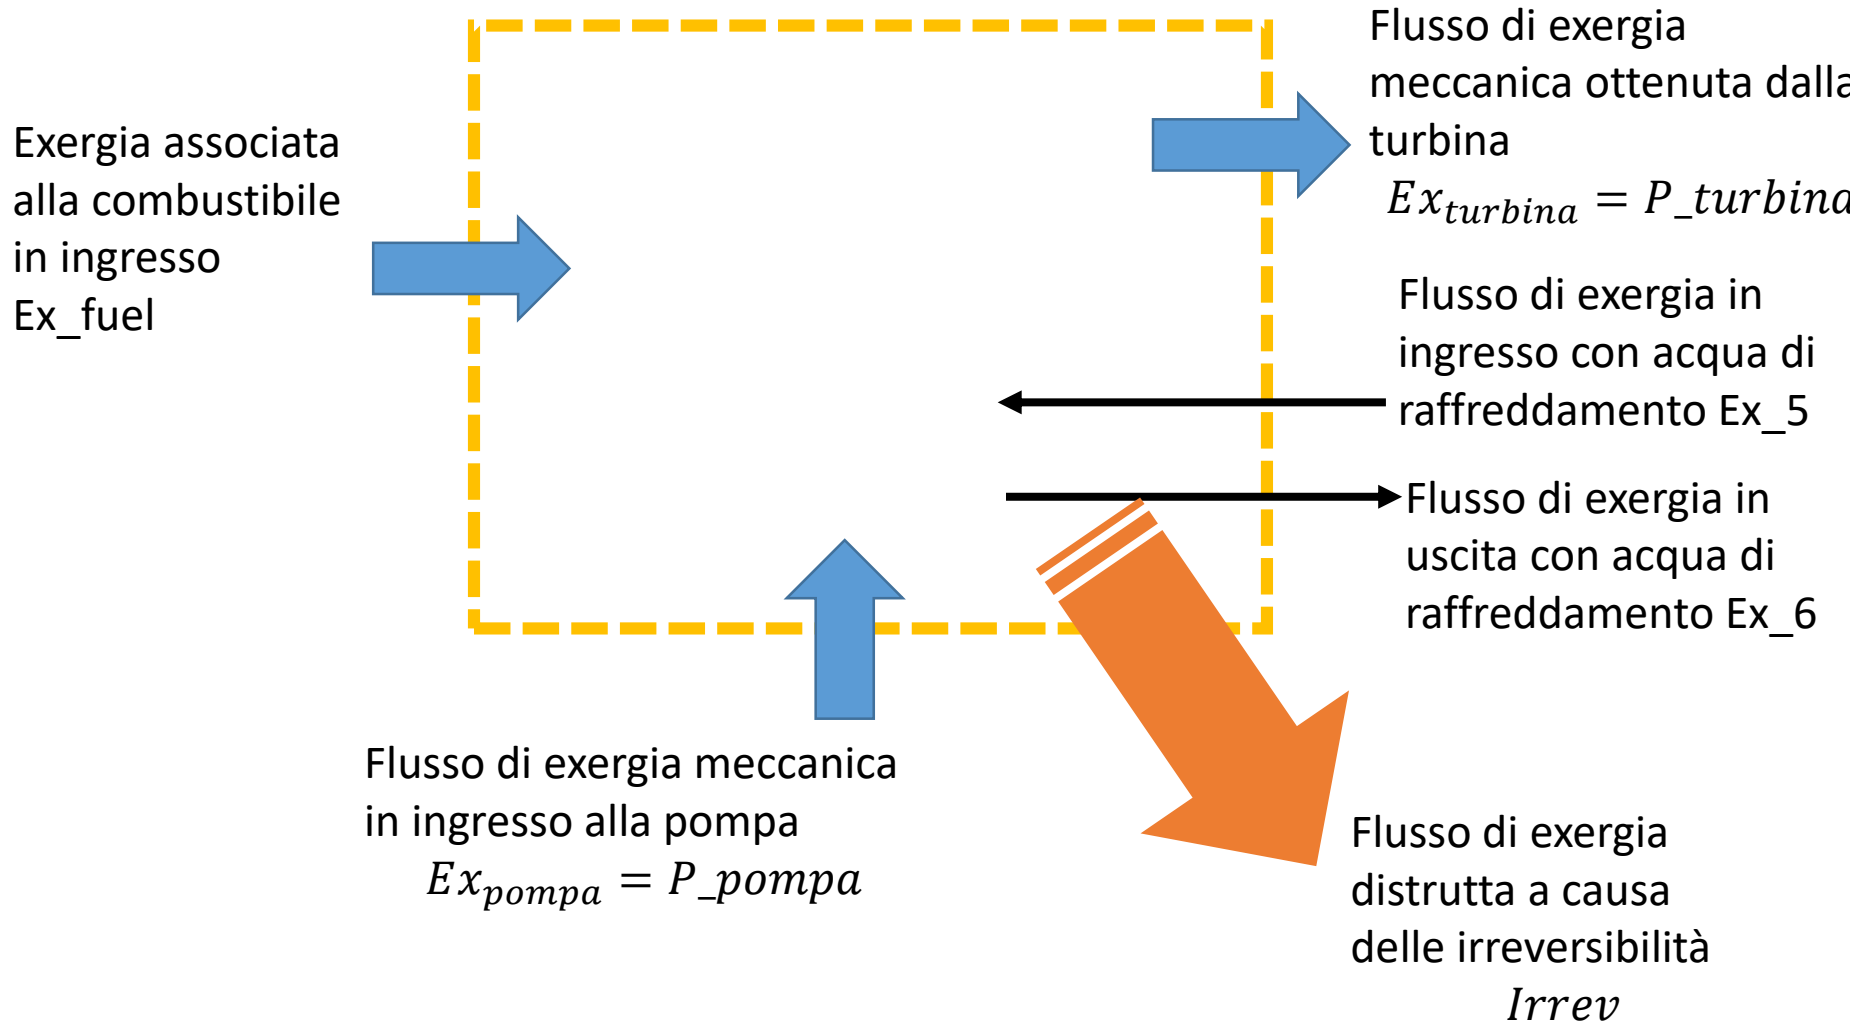 Exergia associata
alla combustibile
in ingresso
Ex_fuel
Flusso di exergia
meccanica ottenuta dalla
turbina
Ex_turbina = P_turbina
Flusso di exergia in
ingresso con acqua di
raffreddamento Ex_5
Flusso di exergia in
uscita con acqua di
raffreddamento Ex_6
Flusso di exergia meccanica
in ingresso alla pompa
Ex_pompa = P_pompa
Flusso di exergia
distrutta a causa
delle irreversibilità
Irrev